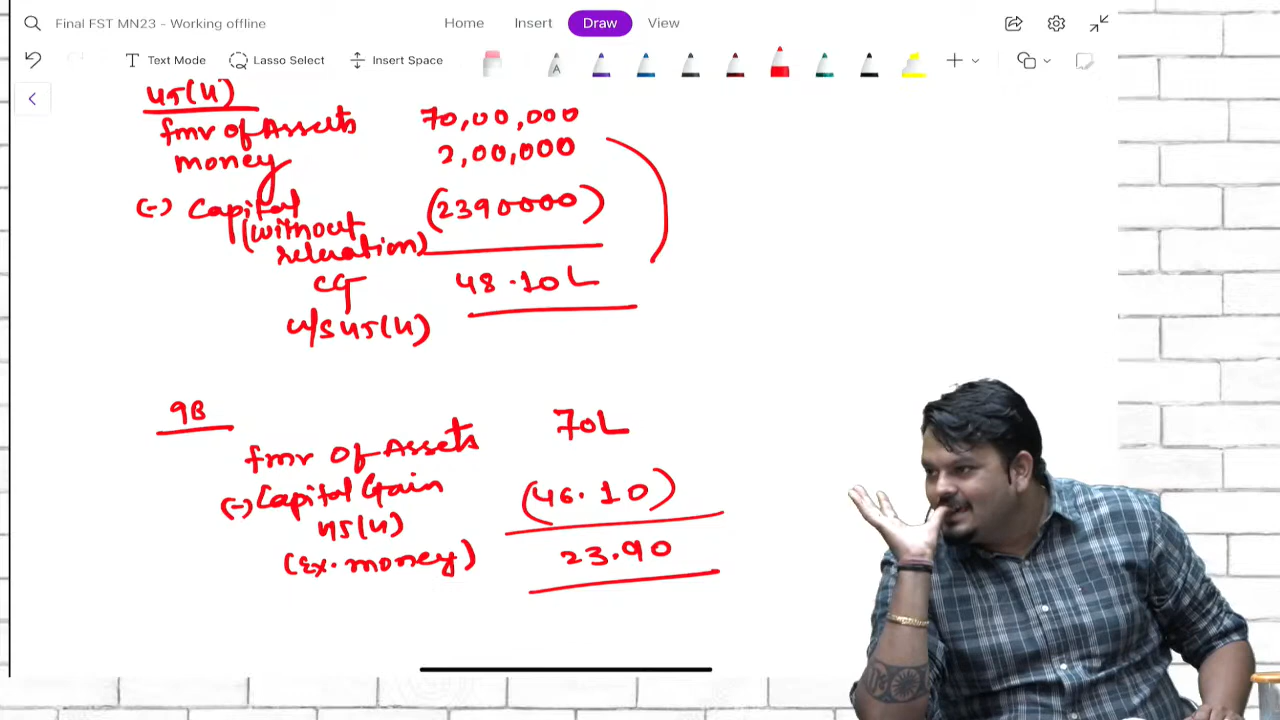 Final FST MN23 - Working offline
Home Insert Draw View
Text Mode Lasso Select Insert Space
A
45(4)
fmv of Assets 70,00,000
money 2,00,000
(-) Capital (2390000)
(without
relaxation)
CG 48.10L
u/s 45(4)
9B
fmv of Assets 70L
(-) Capital Gain (46.10)
45(4)
(Ex. money) 23.90